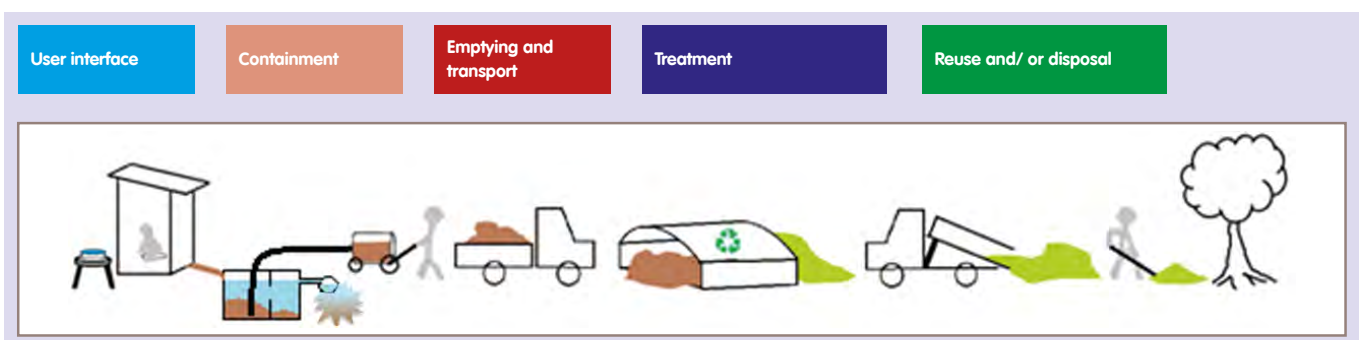 User interface
Containment
Emptying and
transport
Treatment
Reuse and/ or disposal